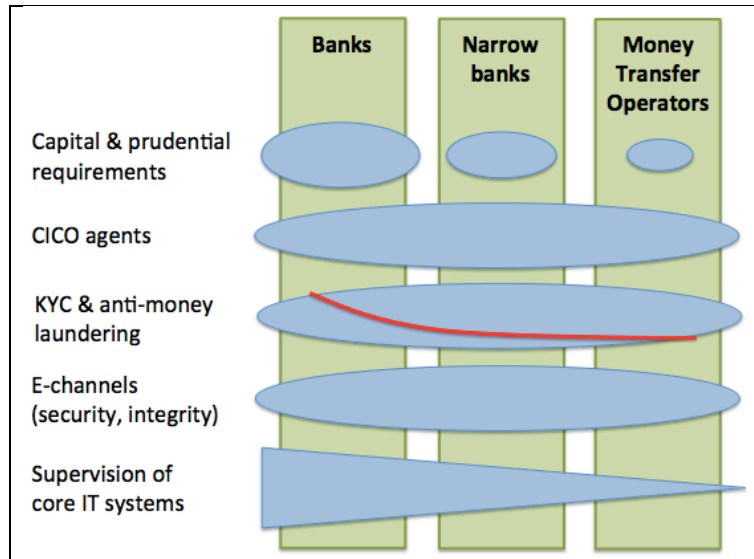 Banks
Narrow
banks
Money
Transfer
Operators
Capital & prudential
requirements
CICO agents
KYC & anti-money
laundering
E-channels
(security, integrity)
Supervision of
core IT systems